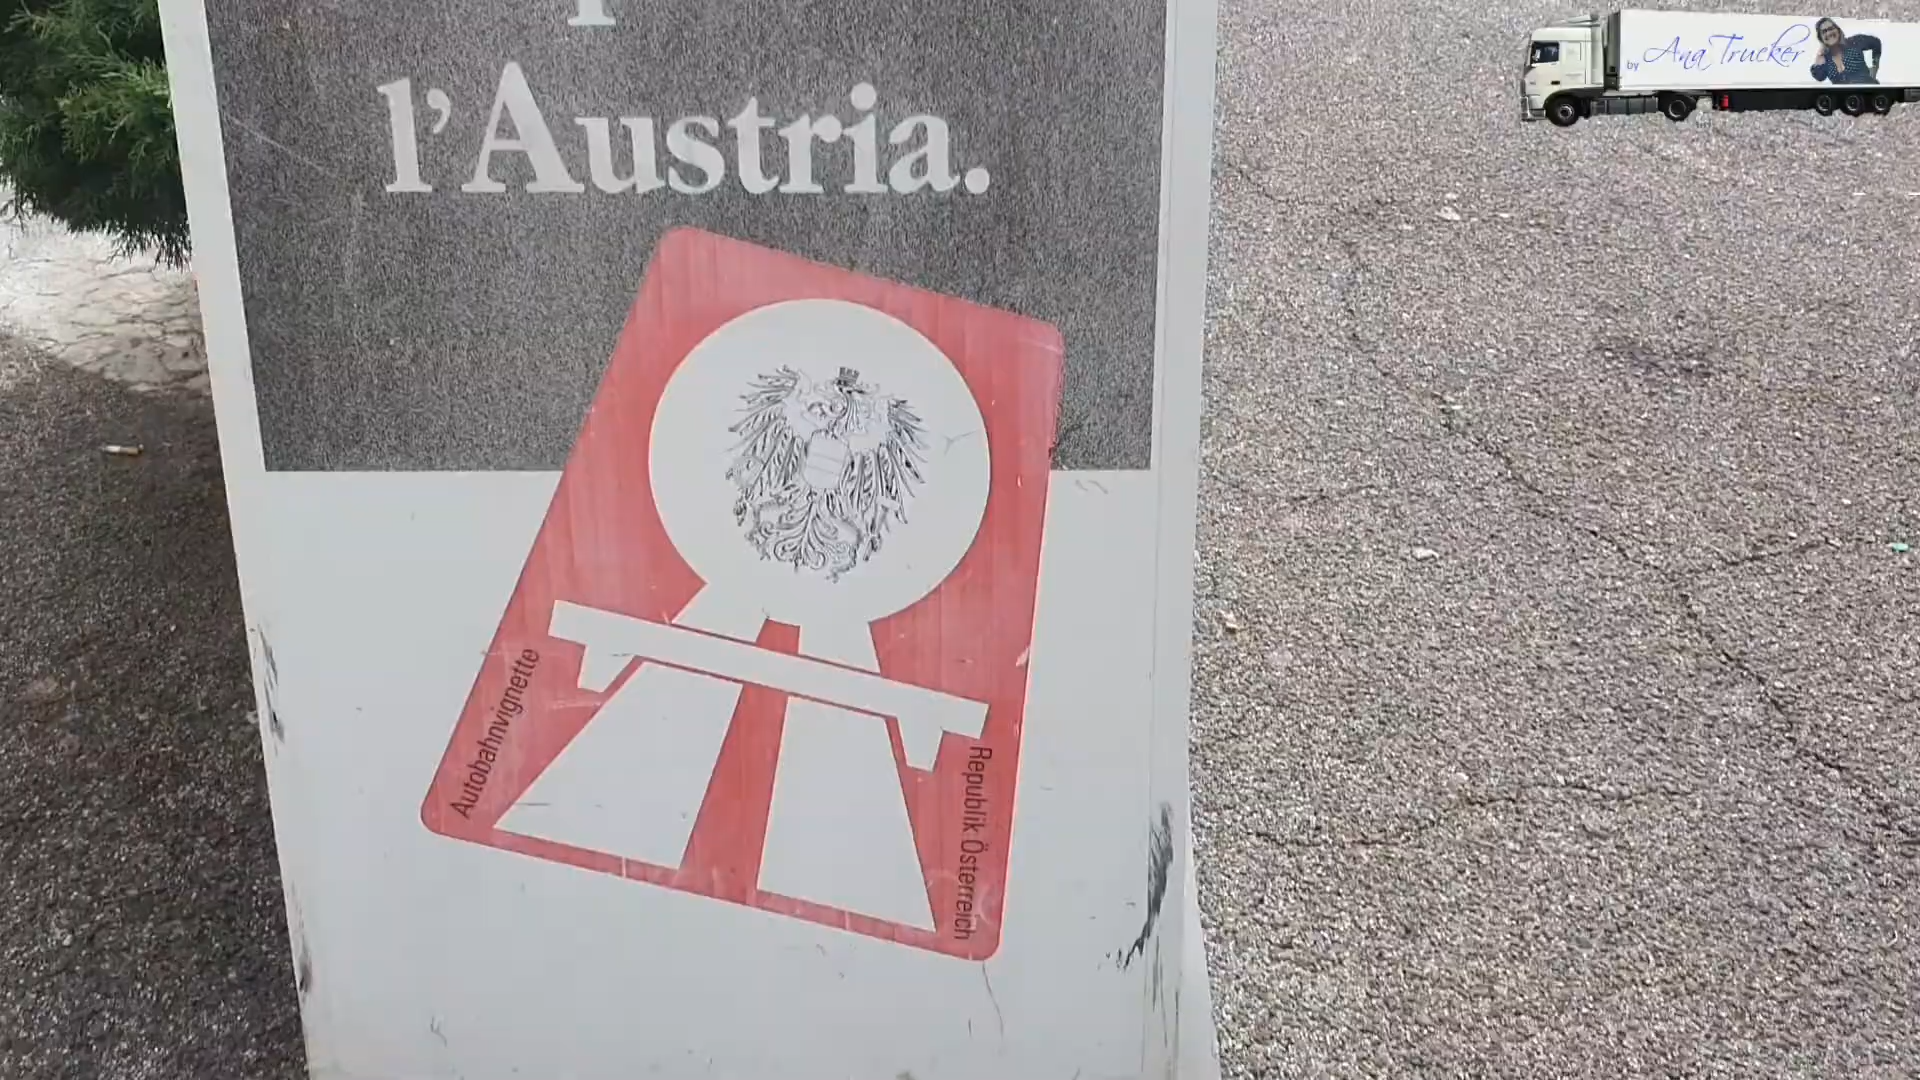 l'Austria.
Autobahnvignette
Republik Österreich
by Ana Trucker